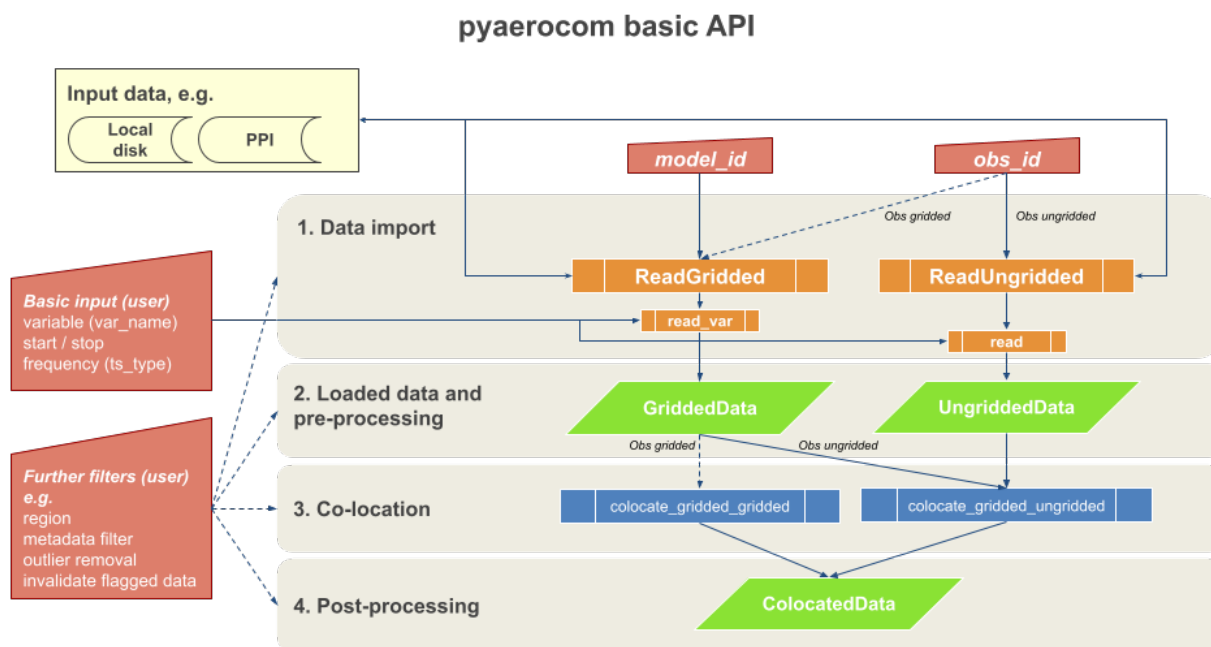 pyaerocom basic API
Input data, e.g.
Local
disk
PPI
model_id
obs_id
Obs gridded
Obs ungridded
1. Data import
ReadGridded
ReadUngridded
Basic input (user)
variable (var_name)
start / stop
frequency (ts_type)
read_var
read
2. Loaded data and
pre-processing
GriddedData
UngriddedData
Obs gridded
Obs ungridded
Further filters (user)
e.g.
region
metadata filter
outlier removal
invalidate flagged data
3. Co-location
colocate_gridded_gridded
colocate_gridded_ungridded
4. Post-processing
ColocatedData